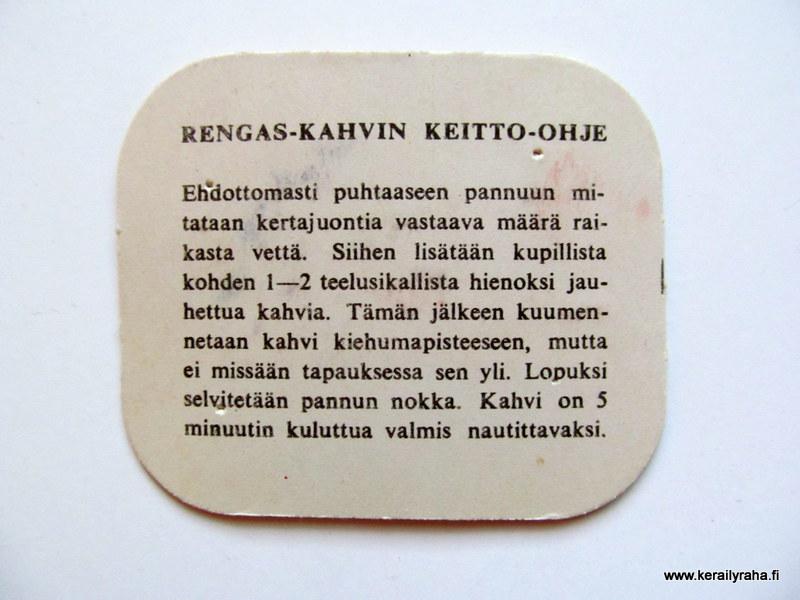 RENGAS-KAHVIN KEITTO-OHJE
Ehdottomasti puhtaaseen pannuun mi-
tataan kertajuontia vastaava määrä rai-
kasta vettä. Siihen lisätään kupillista
kohden 1—2 teelusikallista hienoksi jau-
hettua kahvia. Tämän jälkeen kuumen-
netaan kahvi kiehumapisteeseen, mutta
ei missään tapauksessa sen yli. Lopuksi
selvitetään pannun nokka. Kahvi on 5
minuutin kuluttua valmis nautittavaksi.
www.kerailyraha.fi